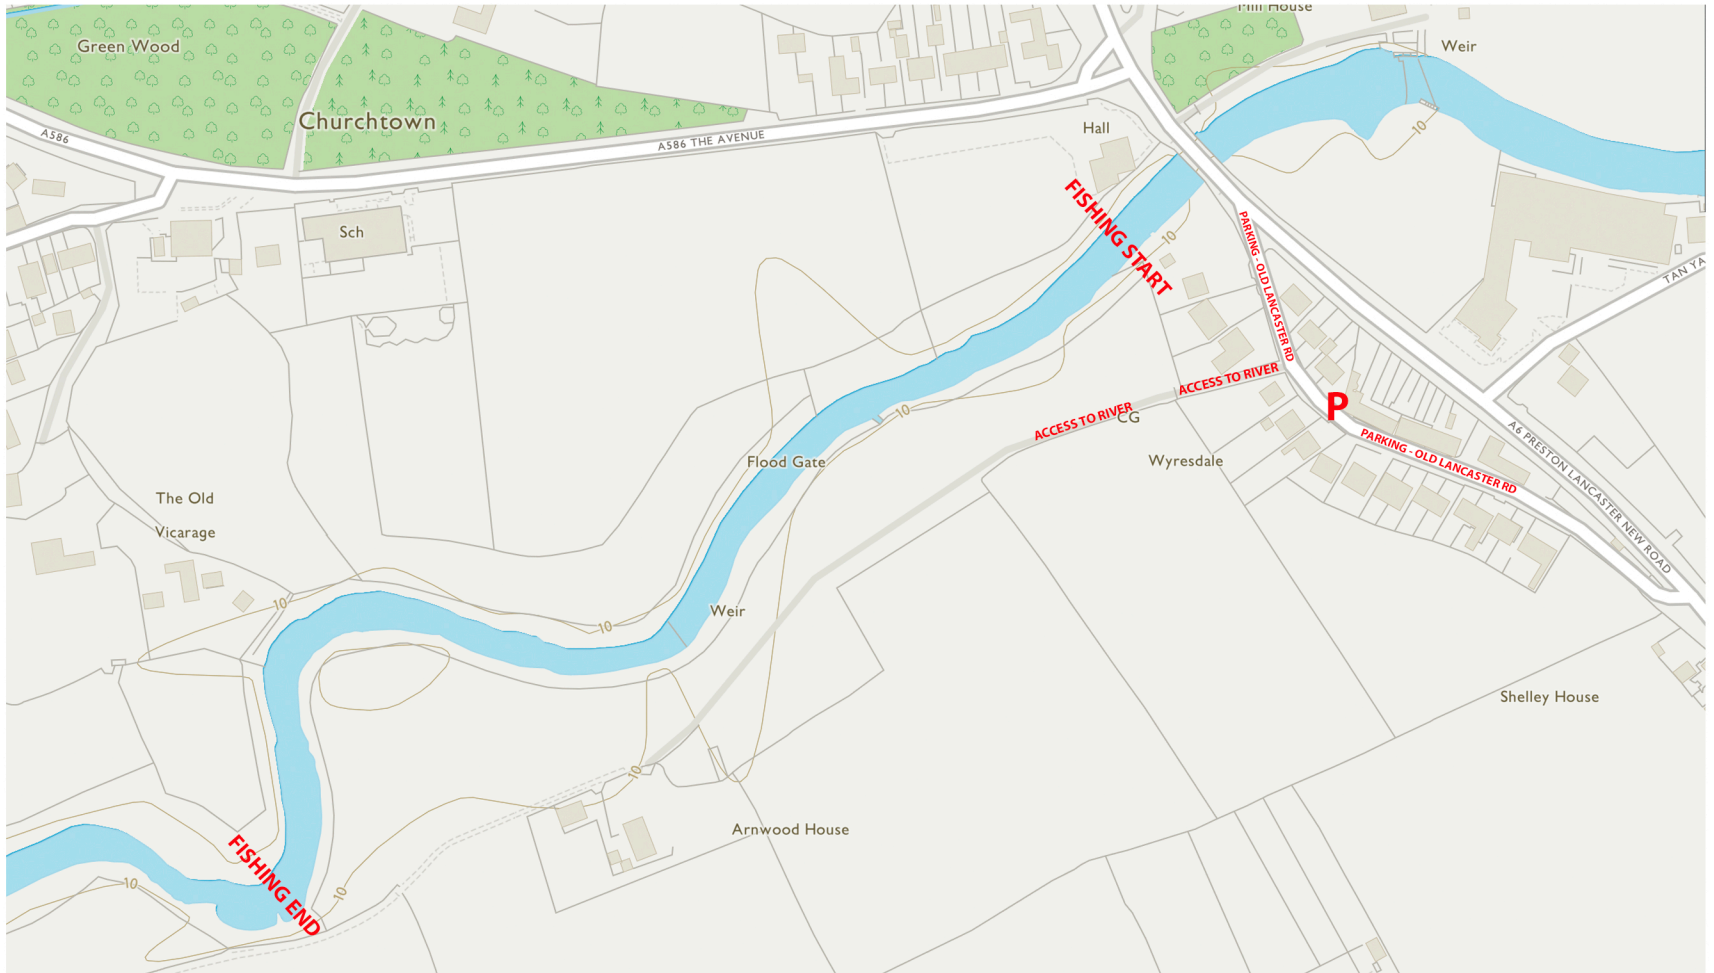 Mill House
Green Wood
Weir
Churchtown
A586
A586 THE AVENUE
Hall
10
FISHING START
Sch
10
PARKING - OLD LANCASTER RD
TAN YA
ACCESS TO RIVER
ACCESS TO RIVER
CG
P
10
PARKING - OLD LANCASTER RD
A6 PRESTON LANCASTER NEW ROAD
Flood Gate
Wyresdale
The Old
Vicarage
10
10
Weir
Shelley House
10
Arnwood House
FISHING END
10
10